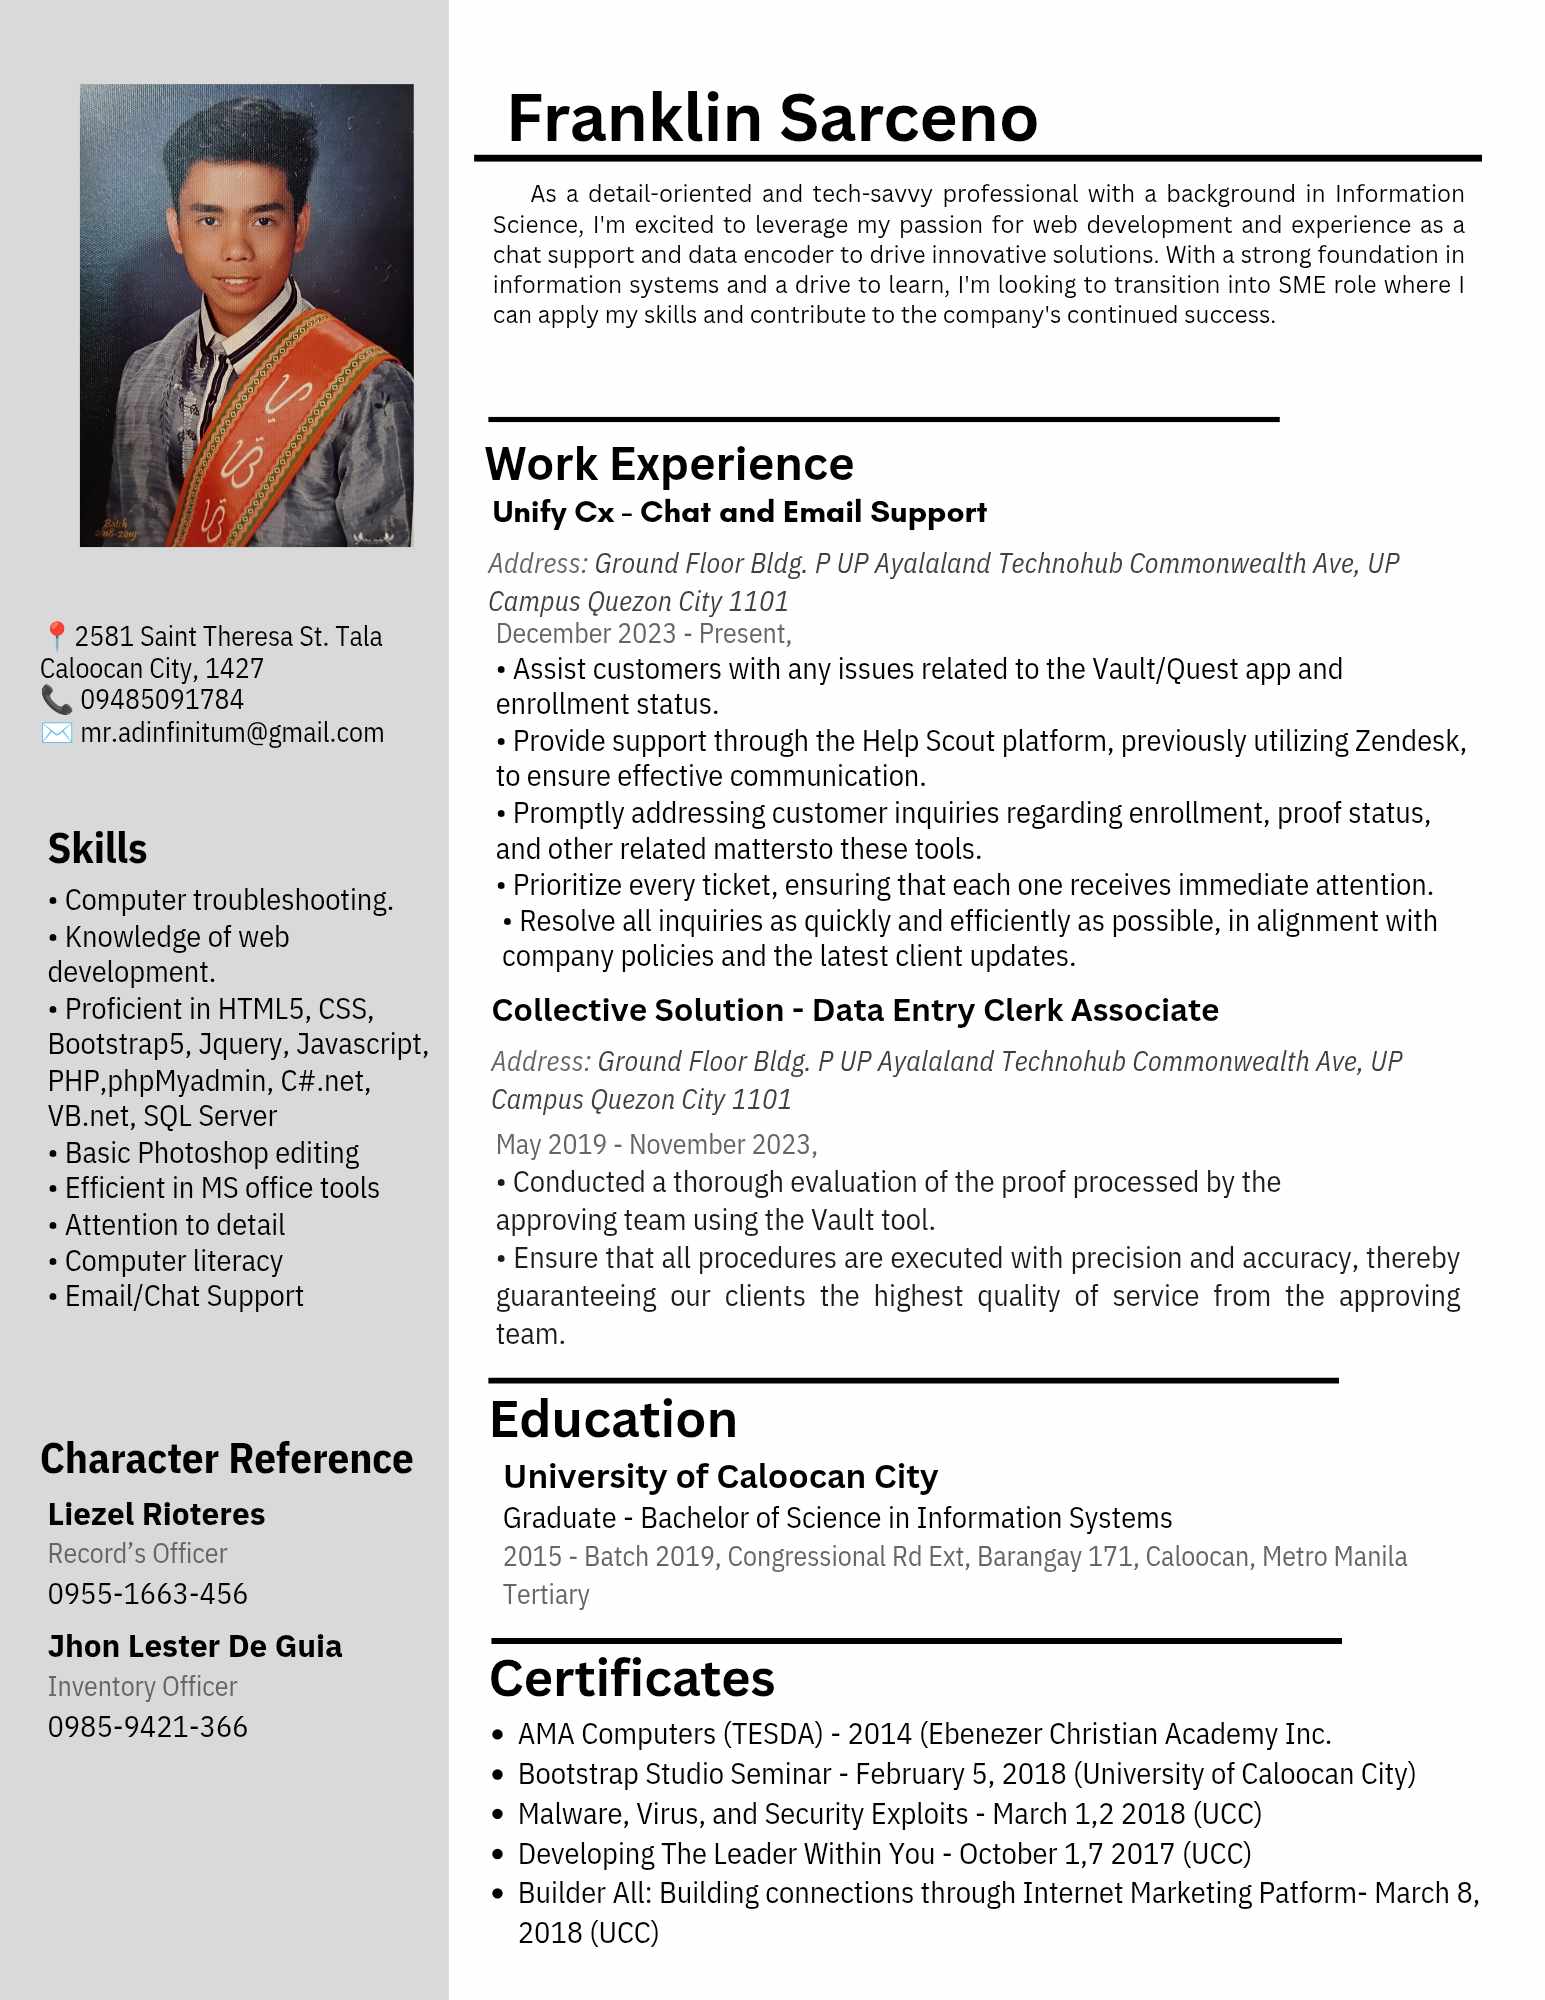 Franklin Sarceno
As a detail-oriented and tech-savvy professional with a background in Information
Science, I'm excited to leverage my passion for web development and experience as a
chat support and data encoder to drive innovative solutions. With a strong foundation in
information systems and a drive to learn, I'm looking to transition into SME role where I
can apply my skills and contribute to the company's continued success.
📍2581 Saint Theresa St. Tala
Caloocan City, 1427
📞 09485091784
✉️ mr.adinfinitum@gmail.com
Skills
• Computer troubleshooting.
• Knowledge of web
development.
• Proficient in HTML5, CSS,
Bootstrap5, Jquery, Javascript,
PHP,phpMyadmin, C#.net,
VB.net, SQL Server
• Basic Photoshop editing
• Efficient in MS office tools
• Attention to detail
• Computer literacy
• Email/Chat Support
Character Reference
Liezel Rioteres
Record’s Officer
0955-1663-456
Jhon Lester De Guia
Inventory Officer
0985-9421-366
Work Experience
Unify Cx - Chat and Email Support
Address: Ground Floor Bldg. P UP Ayalaland Technohub Commonwealth Ave, UP
Campus Quezon City 1101
December 2023 - Present,
• Assist customers with any issues related to the Vault/Quest app and
enrollment status.
• Provide support through the Help Scout platform, previously utilizing Zendesk,
to ensure effective communication.
• Promptly addressing customer inquiries regarding enrollment, proof status,
and other related mattersto these tools.
• Prioritize every ticket, ensuring that each one receives immediate attention.
• Resolve all inquiries as quickly and efficiently as possible, in alignment with
company policies and the latest client updates.
Collective Solution - Data Entry Clerk Associate
Address: Ground Floor Bldg. P UP Ayalaland Technohub Commonwealth Ave, UP
Campus Quezon City 1101
May 2019 - November 2023,
• Conducted a thorough evaluation of the proof processed by the
approving team using the Vault tool.
• Ensure that all procedures are executed with precision and accuracy, thereby
guaranteeing our clients the highest quality of service from the approving
team.
Education
University of Caloocan City
Graduate - Bachelor of Science in Information Systems
2015 - Batch 2019, Congressional Rd Ext, Barangay 171, Caloocan, Metro Manila
Tertiary
Certificates
• AMA Computers (TESDA) - 2014 (Ebenezer Christian Academy Inc.
• Bootstrap Studio Seminar - February 5, 2018 (University of Caloocan City)
• Malware, Virus, and Security Exploits - March 1,2 2018 (UCC)
• Developing The Leader Within You - October 1,7 2017 (UCC)
• Builder All: Building connections through Internet Marketing Patform- March 8,
2018 (UCC)